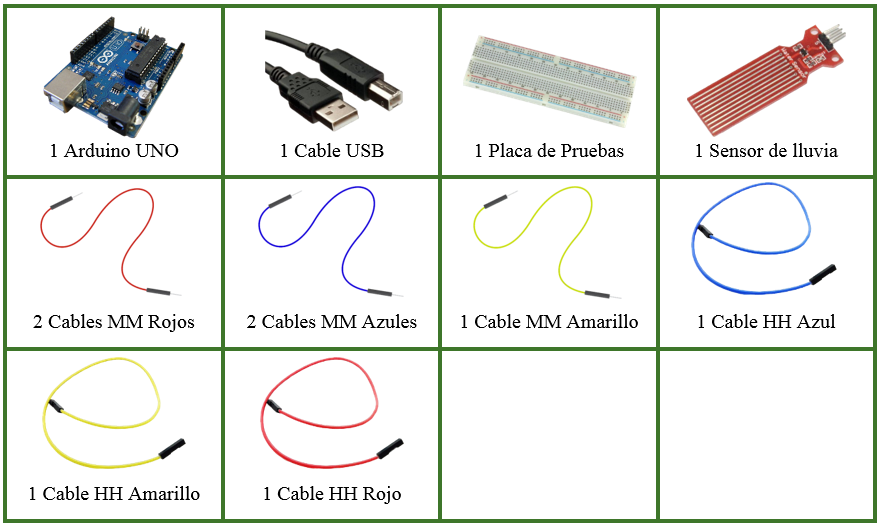 1 Arduino UNO
1 Cable USB
1 Placa de Pruebas
1 Sensor de lluvia
2 Cables MM Rojos
2 Cables MM Azules
1 Cable MM Amarillo
1 Cable HH Azul
1 Cable HH Amarillo
1 Cable HH Rojo